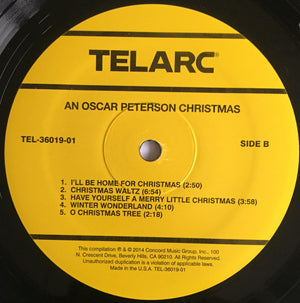 TELARC®
AN OSCAR PETERSON CHRISTMAS
TEL-36019-01 SIDE B
1. I'LL BE HOME FOR CHRISTMAS (2:50)
2. CHRISTMAS WALTZ (6:54)
3. HAVE YOURSELF A MERRY LITTLE CHRISTMAS (3:58)
4. WINTER WONDERLAND (4:10)
5. O CHRISTMAS TREE (2:18)
This compilation ℗ & © 2014 Concord Music Group, Inc., 100
N. Crescent Drive, Beverly Hills, CA 90210. All Rights Reserved.
Unauthorized duplication is a violation of applicable laws.
Made in the U.S.A. TEL-36019-01